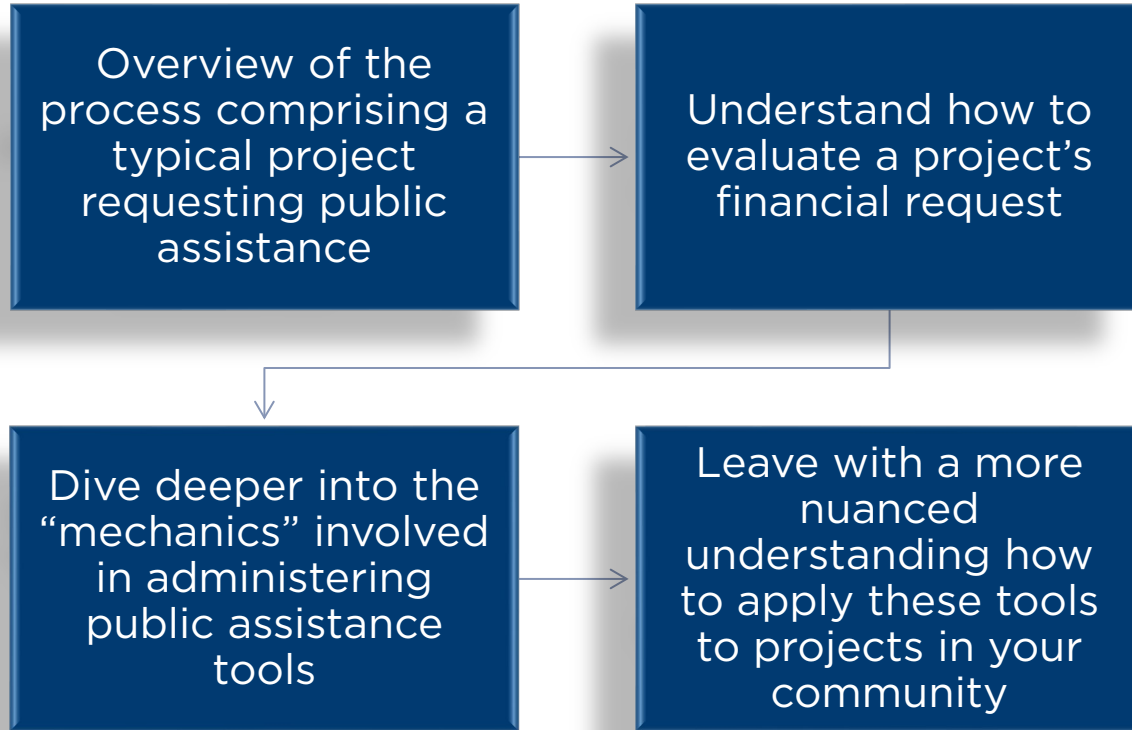 Overview of the
process comprising a
typical project
requesting public
assistance
Understand how to
evaluate a project’s
financial request
Dive deeper into the
“mechanics” involved
in administering
public assistance
tools
Leave with a more
nuanced
understanding how
to apply these tools
to projects in your
community